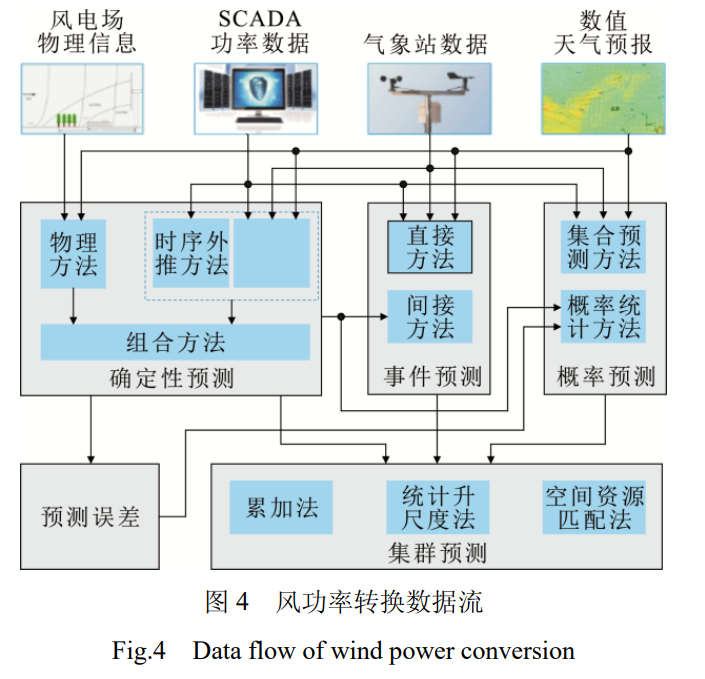 风电场
物理信息
SCADA
功率数据
气象站数据
数值
天气预报
物理
方法
时序外
推方法
直接
方法
集合预
测方法
间接
方法
概率统
计方法
组合方法
确定性预测
事件预测
概率预测
预测误差
累加法
统计升
尺度法
空间资源
匹配法
集群预测
图 4 风功率转换数据流
Fig.4 Data flow of wind power conversion